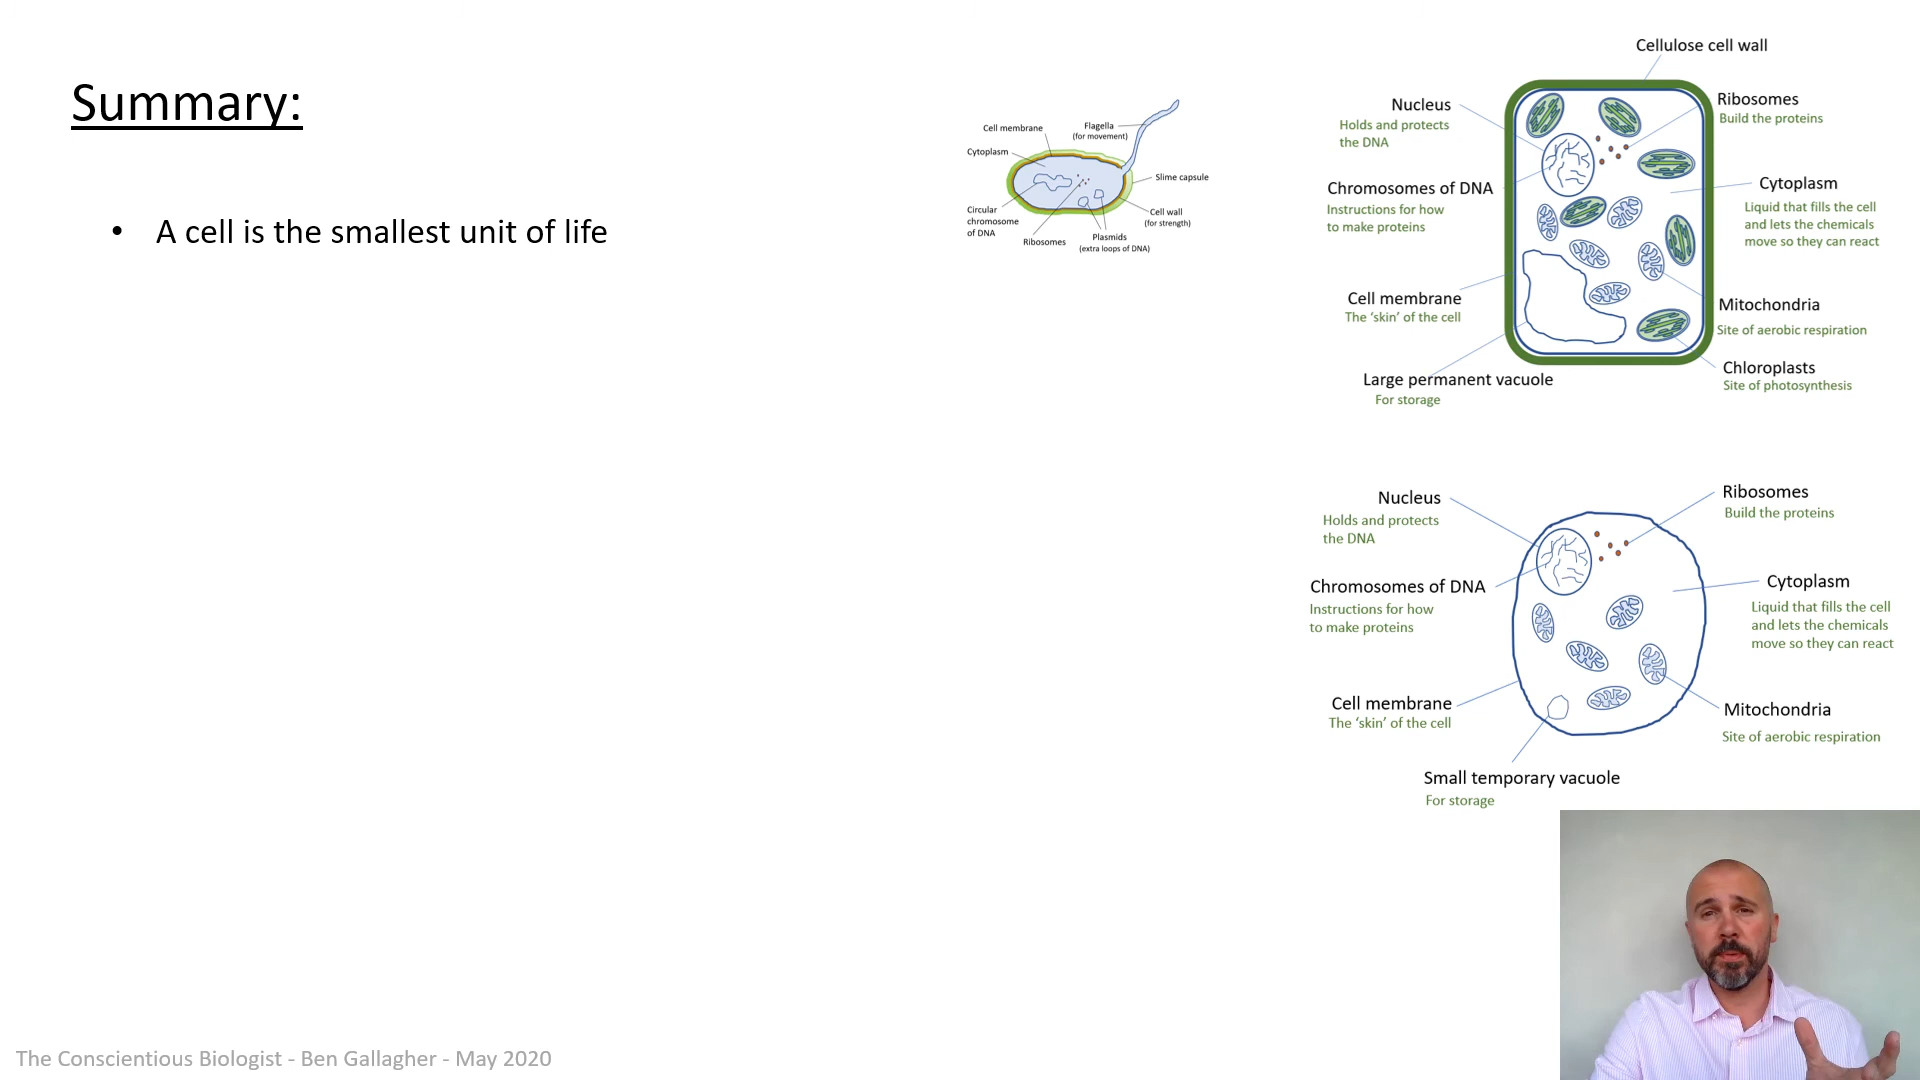 Summary:
• A cell is the smallest unit of life
Cell membrane
Flagella
(for movement)
Cytoplasm
Slime capsule
Circular
chromosome
of DNA
Cell wall
(for strength)
Ribosomes
Plasmids
(extra loops of DNA)
Cellulose cell wall
Nucleus
Holds and protects
the DNA
Ribosomes
Build the proteins
Chromosomes of DNA
Instructions for how
to make proteins
Cytoplasm
Liquid that fills the cell
and lets the chemicals
move so they can react
Cell membrane
The ‘skin’ of the cell
Mitochondria
Site of aerobic respiration
Large permanent vacuole
For storage
Chloroplasts
Site of photosynthesis
Nucleus
Holds and protects
the DNA
Ribosomes
Build the proteins
Chromosomes of DNA
Instructions for how
to make proteins
Cytoplasm
Liquid that fills the cell
and lets the chemicals
move so they can react
Cell membrane
The ‘skin’ of the cell
Mitochondria
Site of aerobic respiration
Small temporary vacuole
For storage
The Conscientious Biologist - Ben Gallagher - May 2020